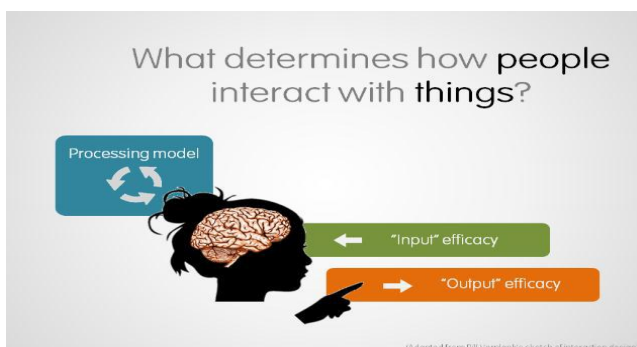 What determines how people
interact with things?
Processing model
"Input" efficacy
"Output" efficacy